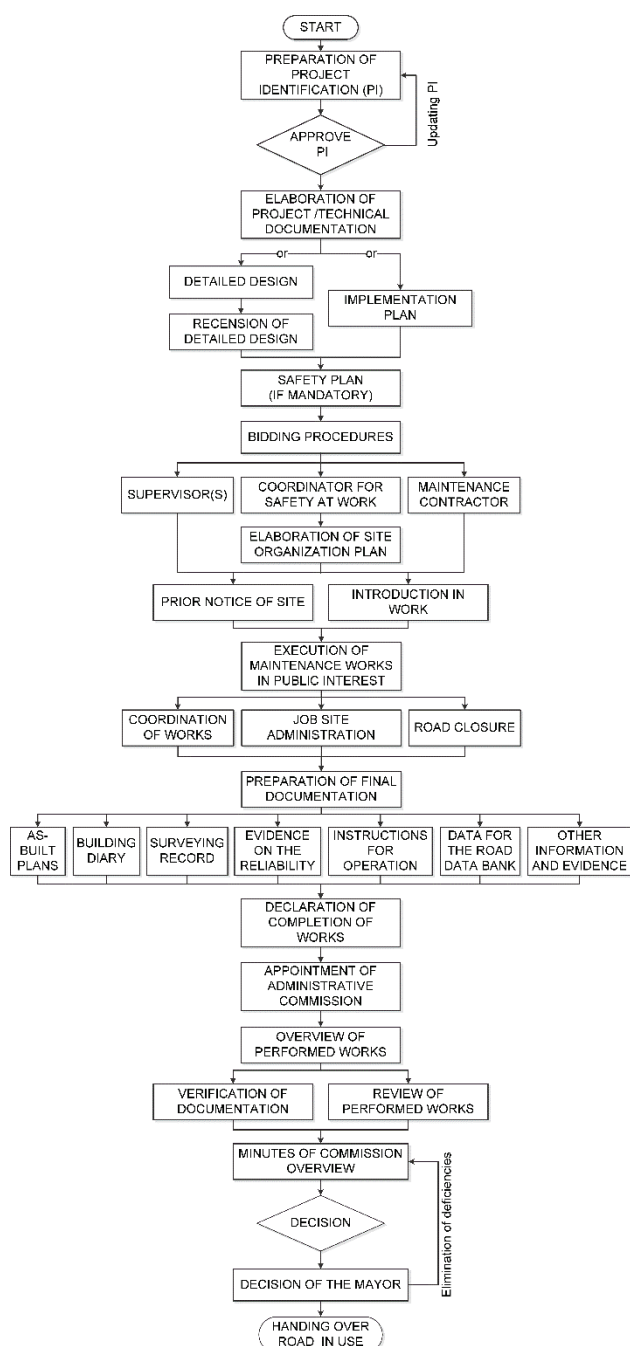 START
PREPARATION OF
PROJECT
IDENTIFICATION (PI)
Updating PI
APPROVE
PI
ELABORATION OF
PROJECT /TECHNICAL
DOCUMENTATION
or
or
DETAILED DESIGN
IMPLEMENTATION
PLAN
RECENSION OF
DETAILED DESIGN
SAFETY PLAN
(IF MANDATORY)
BIDDING PROCEDURES
SUPERVISOR(S)
COORDINATOR FOR
SAFETY AT WORK
MAINTENANCE
CONTRACTOR
ELABORATION OF SITE
ORGANIZATION PLAN
PRIOR NOTICE OF SITE
INTRODUCTION IN
WORK
EXECUTION OF
MAINTENANCE WORKS
IN PUBLIC INTEREST
COORDINATION
OF WORKS
JOB SITE
ADMINISTRATION
ROAD CLOSURE
PREPARATION OF FINAL
DOCUMENTATION
AS-
BUILT
PLANS
BUILDING
DIARY
SURVEYING
RECORD
EVIDENCE
ON THE
RELIABILITY
INSTRUCTIONS
FOR
OPERATION
DATA FOR
THE ROAD
DATA BANK
OTHER
INFORMATION
AND EVIDENCE
DECLARATION OF
COMPLETION OF
WORKS
APPOINTMENT OF
ADMINISTRATIVE
COMMISSION
OVERVIEW OF
PERFORMED WORKS
VERIFICATION OF
DOCUMENTATION
REVIEW OF
PERFORMED WORKS
MINUTES OF COMMISSION
OVERVIEW
Elimination of deficiencies
DECISION
DECISION OF THE MAYOR
HANDING OVER
ROAD IN USE